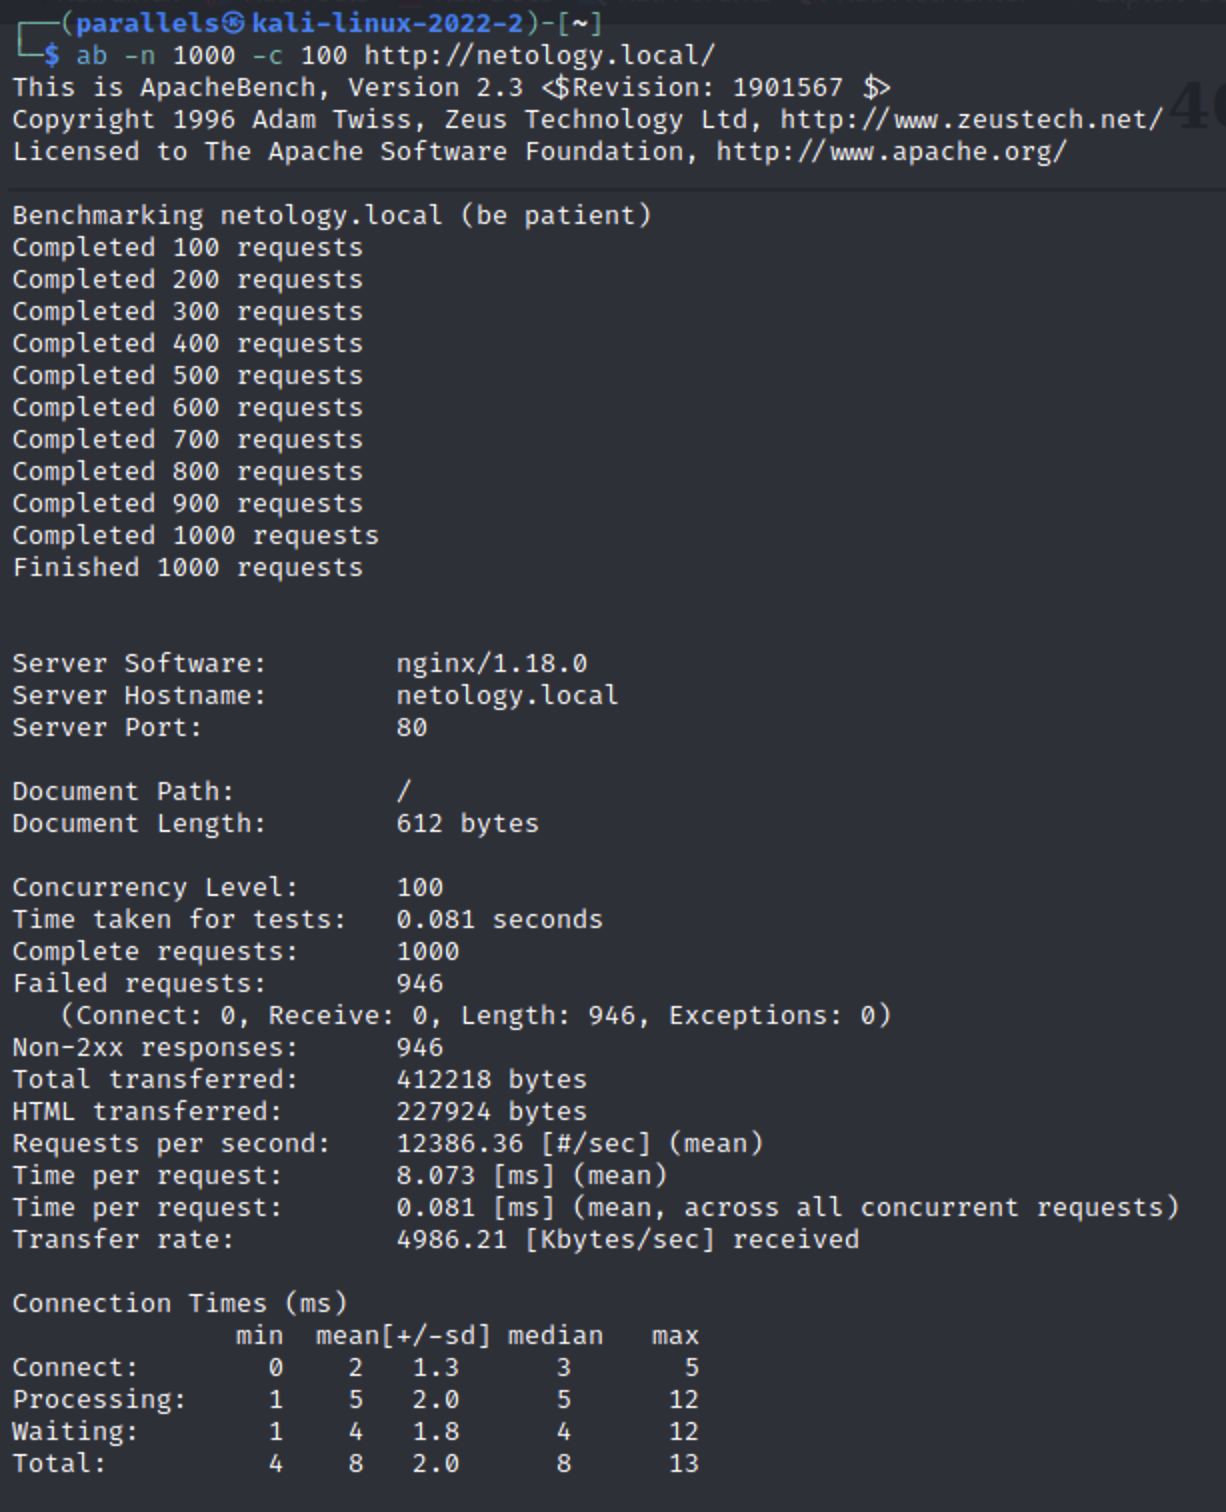 ┌──(parallels㉿kali-linux-2022-2)-[~]
└─$ ab -n 1000 -c 100 http://netology.local/
This is ApacheBench, Version 2.3 <$Revision: 1901567 $>
Copyright 1996 Adam Twiss, Zeus Technology Ltd, http://www.zeustech.net/
Licensed to The Apache Software Foundation, http://www.apache.org/
Benchmarking netology.local (be patient)
Completed 100 requests
Completed 200 requests
Completed 300 requests
Completed 400 requests
Completed 500 requests
Completed 600 requests
Completed 700 requests
Completed 800 requests
Completed 900 requests
Completed 1000 requests
Finished 1000 requests
Server Software:        nginx/1.18.0
Server Hostname:        netology.local
Server Port:            80
Document Path:          /
Document Length:        612 bytes
Concurrency Level:      100
Time taken for tests:   0.081 seconds
Complete requests:      1000
Failed requests:        946
   (Connect: 0, Receive: 0, Length: 946, Exceptions: 0)
Non-2xx responses:      946
Total transferred:      412218 bytes
HTML transferred:       227924 bytes
Requests per second:    12386.36 [#/sec] (mean)
Time per request:       8.073 [ms] (mean)
Time per request:       0.081 [ms] (mean, across all concurrent requests)
Transfer rate:          4986.21 [Kbytes/sec] received
Connection Times (ms)
              min  mean[+/-sd] median   max
Connect:        0    2   1.3      3       5
Processing:     1    5   2.0      5      12
Waiting:        1    4   1.8      4      12
Total:          4    8   2.0      8      13